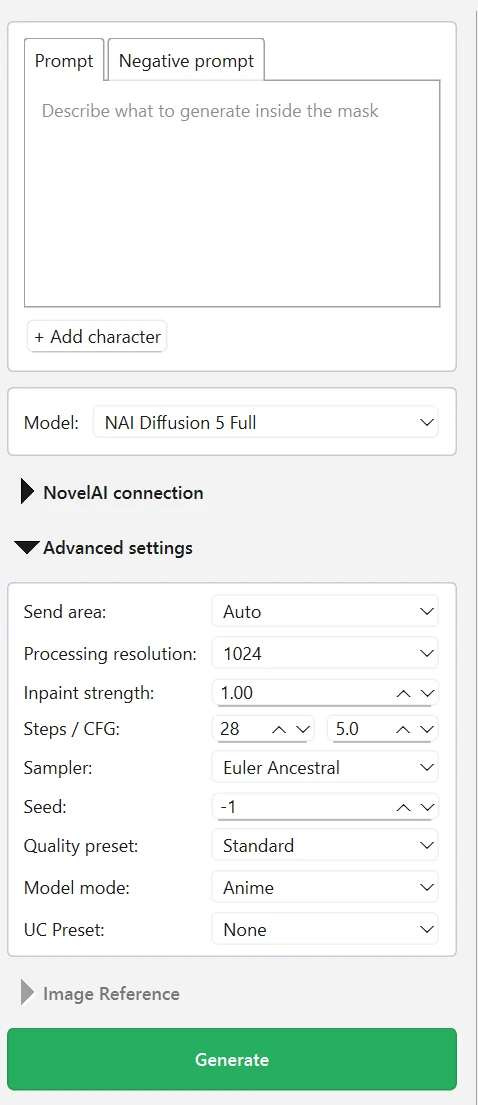 Prompt Negative prompt
Describe what to generate inside the mask
+ Add character
Model: NAI Diffusion 5 Full
NovelAI connection
Advanced settings
Send area: Auto
Processing resolution: 1024
Inpaint strength: 1.00
Steps / CFG: 28 5.0
Sampler: Euler Ancestral
Seed: -1
Quality preset: Standard
Model mode: Anime
UC Preset: None
Image Reference
Generate